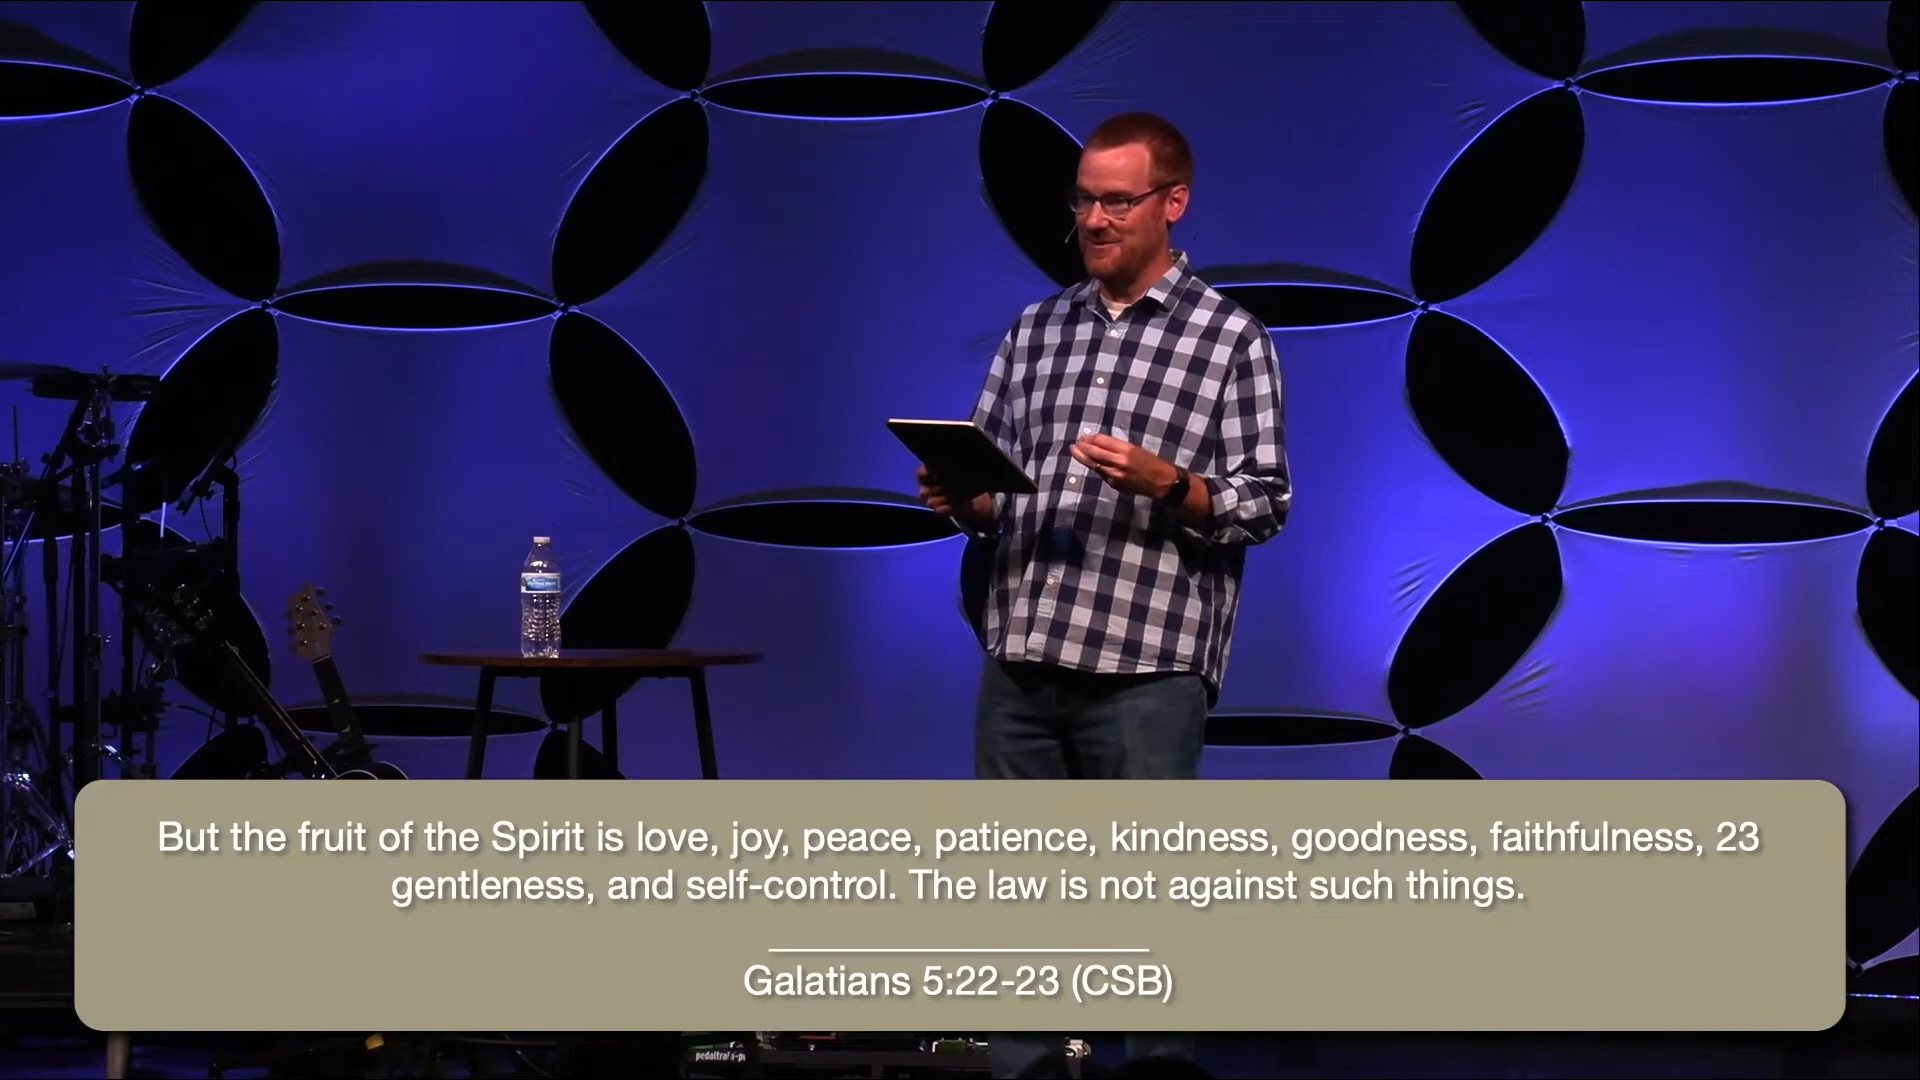 But the fruit of the Spirit is love, joy, peace, patience, kindness, goodness, faithfulness, 23
gentleness, and self-control. The law is not against such things.
Galatians 5:22-23 (CSB)